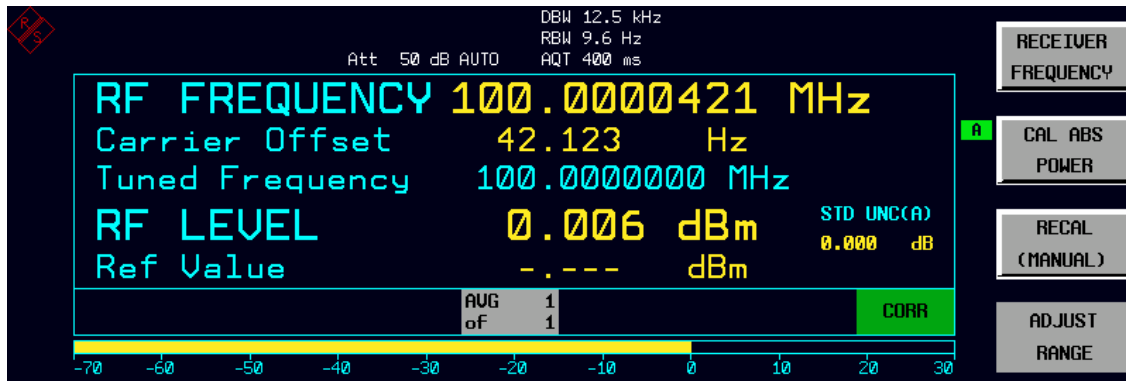 R/S
DBW 12.5 kHz
RBW 9.6 Hz
Att 50 dB AUTO AQT 400 ms
RF FREQUENCY 100.0000421 MHz
Carrier Offset 42.123 Hz
Tuned Frequency 100.0000000 MHz
RF LEVEL 0.006 dBm
STD UNC(A)
0.000 dB
Ref Value -.--- dBm
AVG 1
of 1
CORR
-70 -60 -50 -40 -30 -20 -10 0 10 20 30
A
RECEIVER
FREQUENCY
CAL ABS
POWER
RECAL
(MANUAL)
ADJUST
RANGE